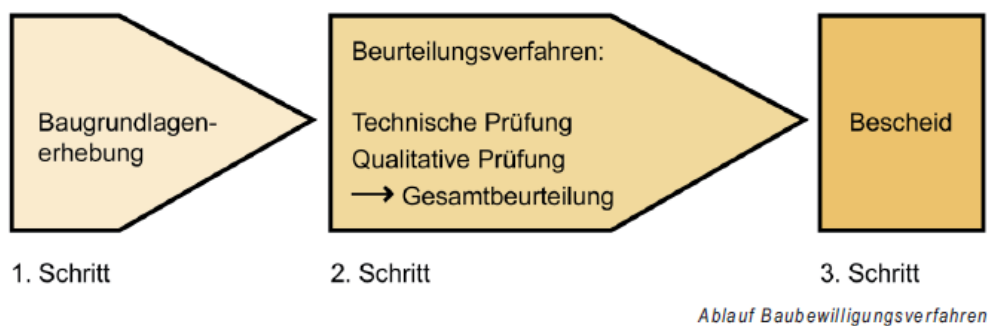 Baugrundlagen-
erhebung
Beurteilungsverfahren:
Technische Prüfung
Qualitative Prüfung
→ Gesamtbeurteilung
Bescheid
1. Schritt
2. Schritt
3. Schritt
Ablauf Baubewilligungsverfahren